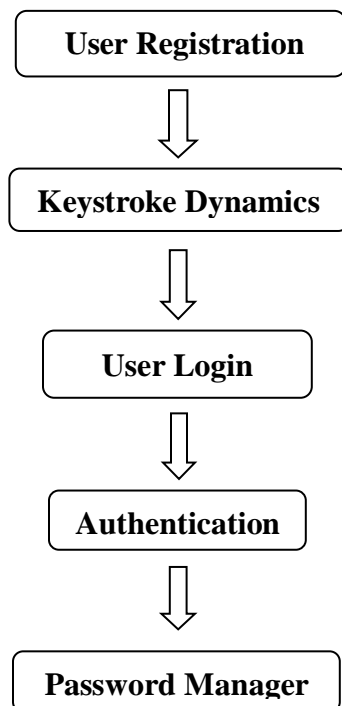 User Registration
Keystroke Dynamics
User Login
Authentication
Password Manager